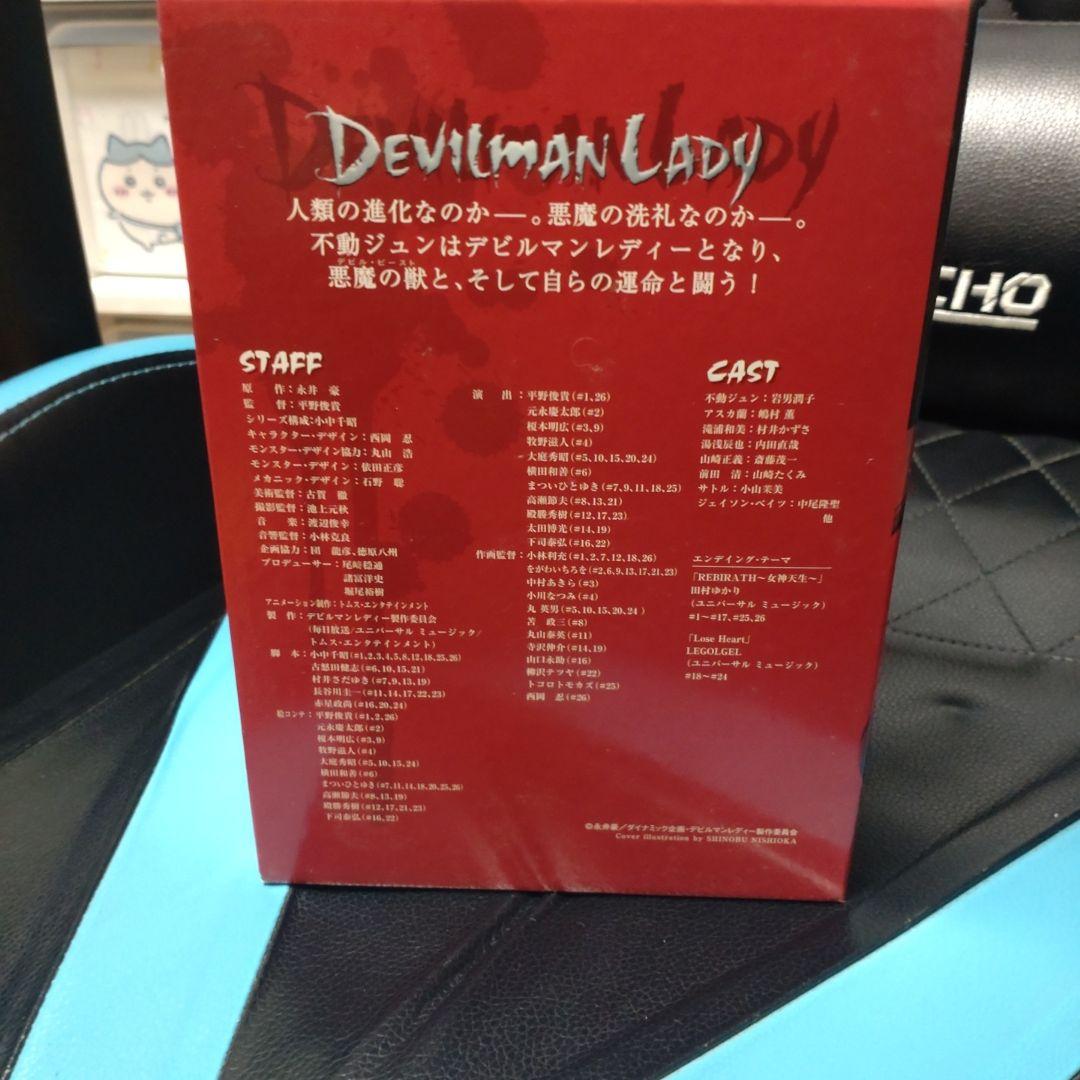 DEVILMAN LADY
人類の進化なのか―。悪魔の洗礼なのか―。
不動ジュンはデビルマンレディーとなり、
デビル・ビースト
悪魔の獣と、そして自らの運命と闘う!
CHO
STAFF
原 作:永井 豪
監 督:平野俊貴
シリーズ構成:小中千昭
キャラクター・デザイン:西岡 忍
モンスター・デザイン協力:丸山 浩
モンスター・デザイン:依田正彦
メカニック・デザイン:石野 聡
美術監督:古賀 徹
撮影監督:池上元秋
音 楽:渡辺俊幸
音響監督:小林克良
企画協力:団 龍彦、徳原八州
プロデューサー:尾﨑穏通
諸冨洋史
堀尾裕樹
アニメーション制作:トムス・エンタテインメント
製 作:デビルマンレディー製作委員会
(毎日放送/ユニバーサル ミュージック/
トムス・エンタテインメント)
脚 本:小中千昭(#1,2,3,4,5,8,12,18,25,26)
古怒田健志(#6,10,15,21)
村井さだゆき(#7,9,13,19)
長谷川圭一(#11,14,17,22,23)
赤星政尚(#16,20,24)
絵コンテ:平野俊貴(#1,2,26)
元永慶太郎(#2)
榎本明広(#3,9)
牧野滋人(#4)
大庭秀昭(#5,10,15,24)
横田和善(#6)
まついひとゆき(#7,11,14,18,20,25,26)
高瀬節夫(#8,13,19)
殿勝秀樹(#12,17,21,23)
下司泰弘(#16,22)
演 出:平野俊貴(#1,26)
元永慶太郎(#2)
榎本明広(#3,9)
牧野滋人(#4)
大庭秀昭(#5,10,15,20,24)
横田和善(#6)
まついひとゆき(#7,9,11,18,25)
高瀬節夫(#8,13,21)
殿勝秀樹(#12,17,23)
太田博光(#14,19)
下司泰弘(#16,22)
作画監督:小林利充(#1,2,7,12,18,26)
をがわいちろを(#2,6,9,13,17,21,23)
中村あきら(#3)
小川なつみ(#4)
丸 英男(#5,10,15,20,24)
苫 政三(#8)
丸山泰英(#11)
寺沢伸介(#14,19)
山口永助(#16)
柳沢テツヤ(#22)
トコロトモカズ(#25)
西岡 忍(#26)
CAST
不動ジュン:岩男潤子
アスカ蘭:嶋村 薫
滝浦和美:村井かずさ
湯浅辰也:内田直哉
山崎正義:斎藤茂一
前田 清:山崎たくみ
サトル:小山茉美
ジェイソン・ベイツ:中尾隆聖
他
エンディング・テーマ
「REBIRATH〜女神天生〜」
田村ゆかり
(ユニバーサル ミュージック)
#1〜#17、#25、26
「Lose Heart」
LEGOLGEL
(ユニバーサル ミュージック)
#18〜#24
©永井豪/ダイナミック企画・デビルマンレディー製作委員会
Cover illustration by SHINOBU NISHIOKA